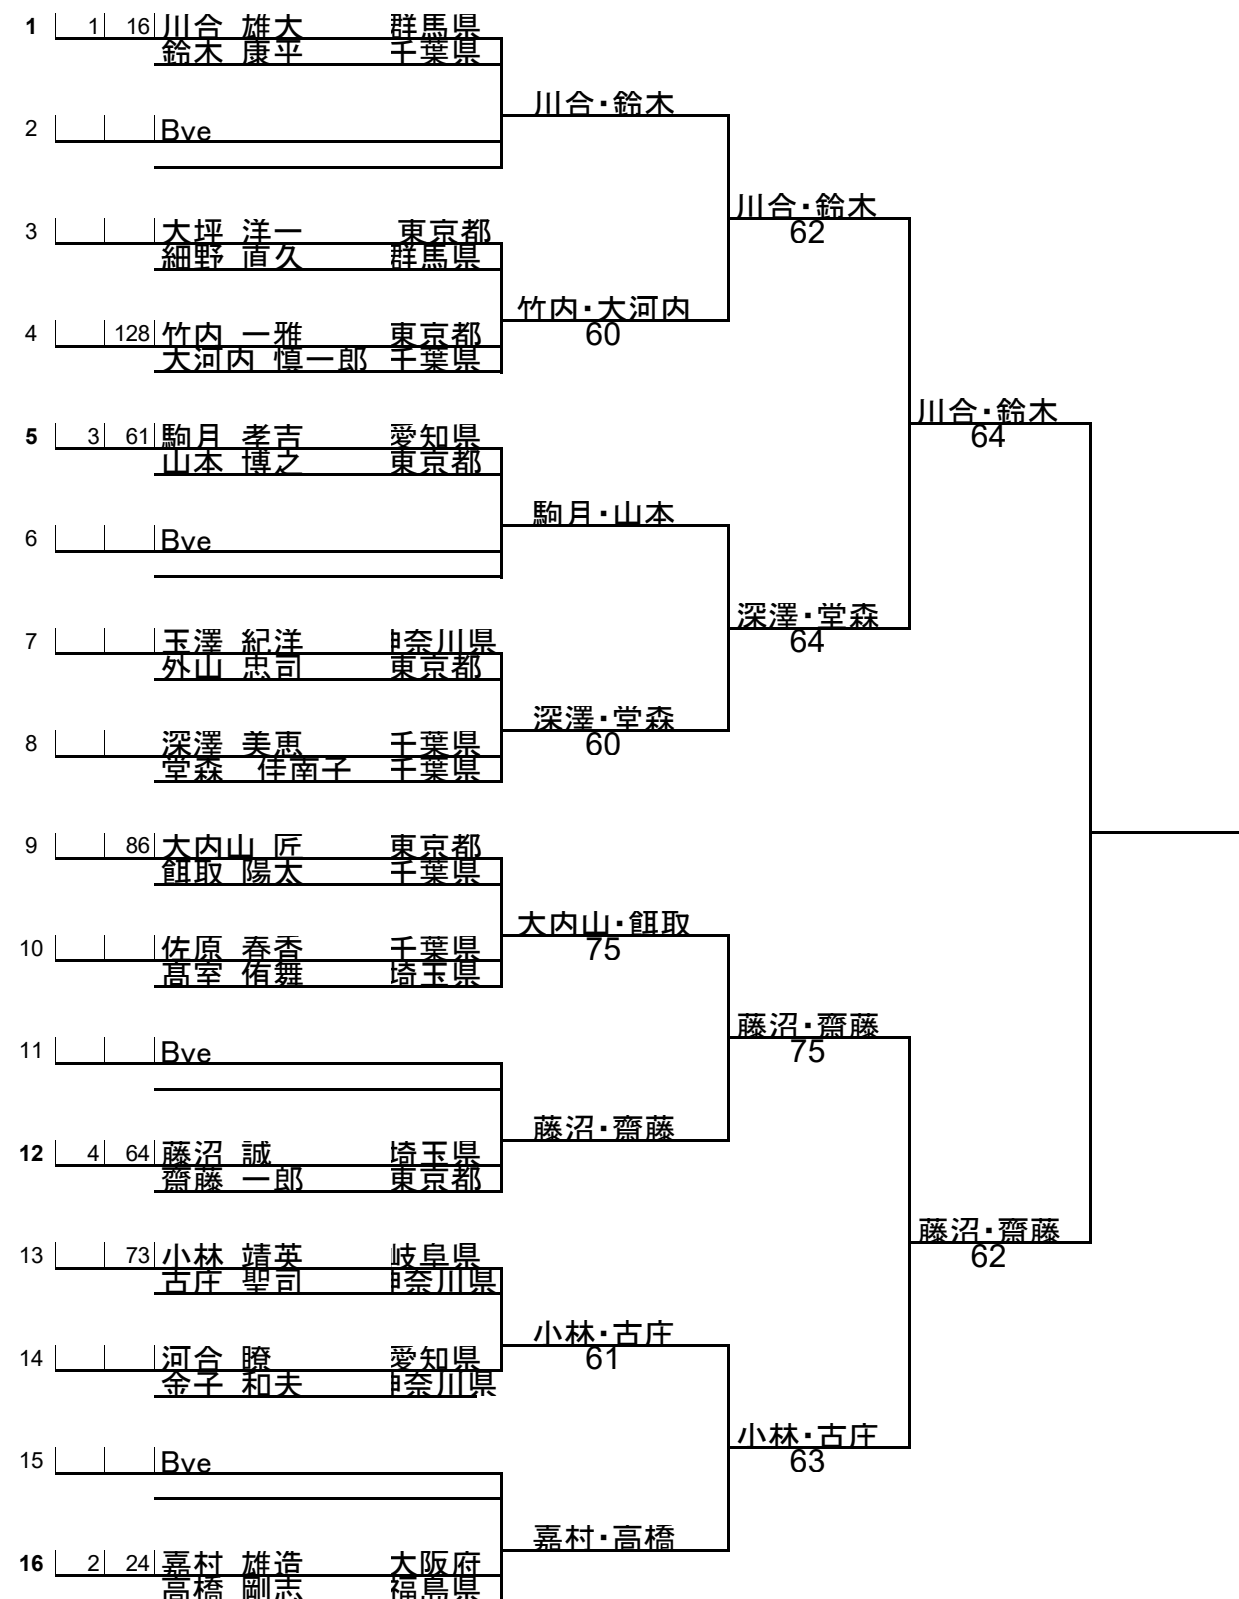 1 1 16 川合 雄大 群馬県
鈴木 康平 千葉県
川合・鈴木
2 Bye
川合・鈴木
62
3 大坪 洋一 東京都
細野 直久 群馬県
竹内・大河内
60
4 128 竹内 一雅 東京都
大河内 慎一郎 千葉県
川合・鈴木
64
5 3 61 駒月 孝吉 愛知県
山本 博之 東京都
駒月・山本
6 Bye
深澤・堂森
64
7 玉澤 紀洋 神奈川県
外山 忠司 東京都
深澤・堂森
60
8 深澤 美恵 千葉県
堂森 佳南子 千葉県
9 86 大内山 匠 東京都
餌取 陽太 千葉県
大内山・餌取
75
10 佐原 春香 千葉県
髙室 侑舞 埼玉県
藤沼・齋藤
75
11 Bye
藤沼・齋藤
12 4 64 藤沼 誠 埼玉県
齋藤 一郎 東京都
藤沼・齋藤
62
13 73 小林 靖英 岐阜県
古庄 聖司 神奈川県
小林・古庄
61
14 河合 瞭 愛知県
金子 和夫 神奈川県
小林・古庄
63
15 Bye
嘉村・高橋
16 2 24 嘉村 雄造 大阪府
高橋 剛志 福島県